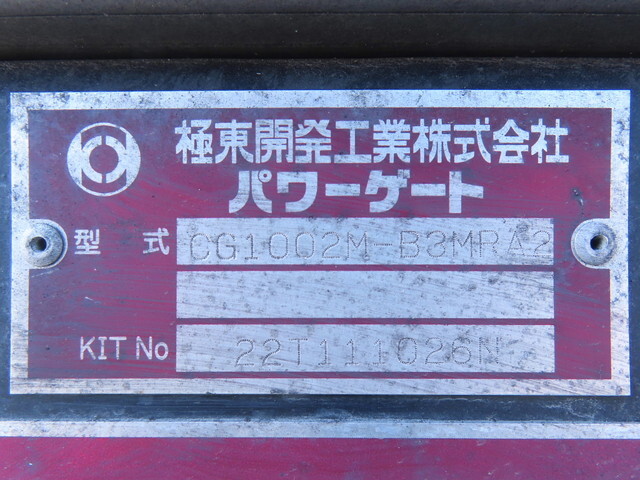 極東開発工業株式会社
パワーゲート
型式 CG1002M-B3MRA2
KIT No 22T111026N